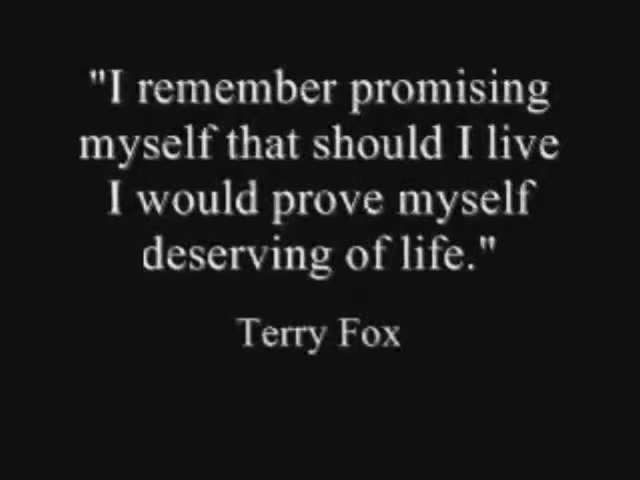 "I remember promising
myself that should I live
I would prove myself
deserving of life."
Terry Fox